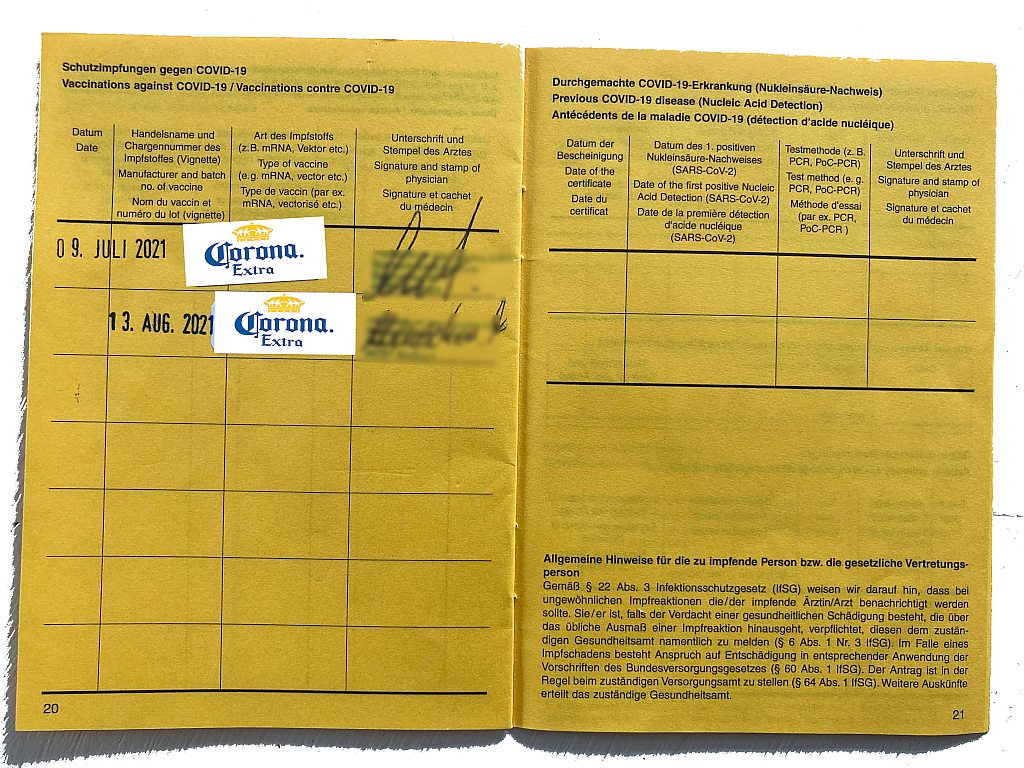 Schutzimpfungen gegen COVID-19
Vaccinations against COVID-19 / Vaccinations contre COVID-19
Datum
Date
Handelsname und
Chargennummer des
Impfstoffes (Vignette)
Manufacturer and batch
no. of vaccine
Nom du vaccin et
numéro du lot (vignette)
Art des Impfstoffs
(z. B. mRNA, Vektor etc.)
Type of vaccine
(e.g. mRNA, vector etc.)
Type de vaccin (par ex.
mRNA, vectorisé etc.)
Unterschrift und
Stempel des Arztes
Signature and stamp of
physician
Signature et cachet
du médecin
09. JULI 2021
Corona.
Extra
13. AUG. 2021
Corona.
Extra
20
Durchgemachte COVID-19-Erkrankung (Nukleinsäure-Nachweis)
Previous COVID-19 disease (Nucleic Acid Detection)
Antécédents de la maladie COVID-19 (détection d'acide nucléique)
Datum der
Bescheinigung
Date of the
certificate
Date du
certificat
Datum des 1. positiven
Nukleinsäure-Nachweises
(SARS-CoV-2)
Date of the first positive Nucleic
Acid Detection (SARS-CoV-2)
Date de la première détection
d'acide nucléique
(SARS-CoV-2)
Testmethode (z. B.
PCR, PoC-PCR)
Test method (e. g.
PCR, PoC-PCR)
Méthode d'essai
(par ex. PCR,
PoC-PCR )
Unterschrift und
Stempel des Arztes
Signature and stamp of
physician
Signature et cachet
du médecin
Allgemeine Hinweise für die zu impfende Person bzw. die gesetzliche Vertretungs-
person
Gemäß § 22 Abs. 3 Infektionsschutzgesetz (IfSG) weisen wir darauf hin, dass bei
ungewöhnlichen Impfreaktionen die/der impfende Ärztin/Arzt benachrichtigt werden
sollte. Sie/er ist, falls der Verdacht einer gesundheitlichen Schädigung besteht, die über
das übliche Ausmaß einer Impfreaktion hinausgeht, verpflichtet, diesen dem zustän-
digen Gesundheitsamt namentlich zu melden (§ 6 Abs. 1 Nr. 3 IfSG). Im Falle eines
Impfschadens besteht Anspruch auf Entschädigung in entsprechender Anwendung der
Vorschriften des Bundesversorgungsgesetzes (§ 60 Abs. 1 IfSG). Der Antrag ist in der
Regel beim zuständigen Versorgungsamt zu stellen (§ 64 Abs. 1 IfSG). Weitere Auskünfte
erteilt das zuständige Gesundheitsamt.
21